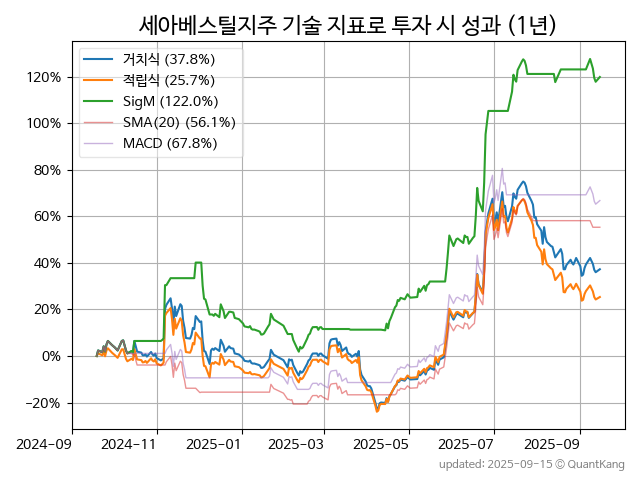 세아베스틸지주 기술 지표로 투자 시 성과 (1년)
거치식 (37.8%)
적립식 (25.7%)
SigM (122.0%)
SMA(20) (56.1%)
MACD (67.8%)
120%
100%
80%
60%
40%
20%
0%
−20%
2024-09 2024-11 2025-01 2025-03 2025-05 2025-07 2025-09
updated: 2025-09-15 © QuantKang